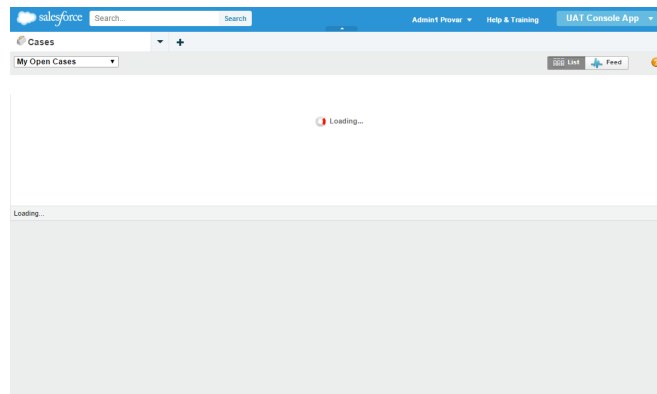 salesforce Search... Search Admin1 Provar Help & Training UAT Console App
Cases
My Open Cases List Feed
Loading...
Loading...